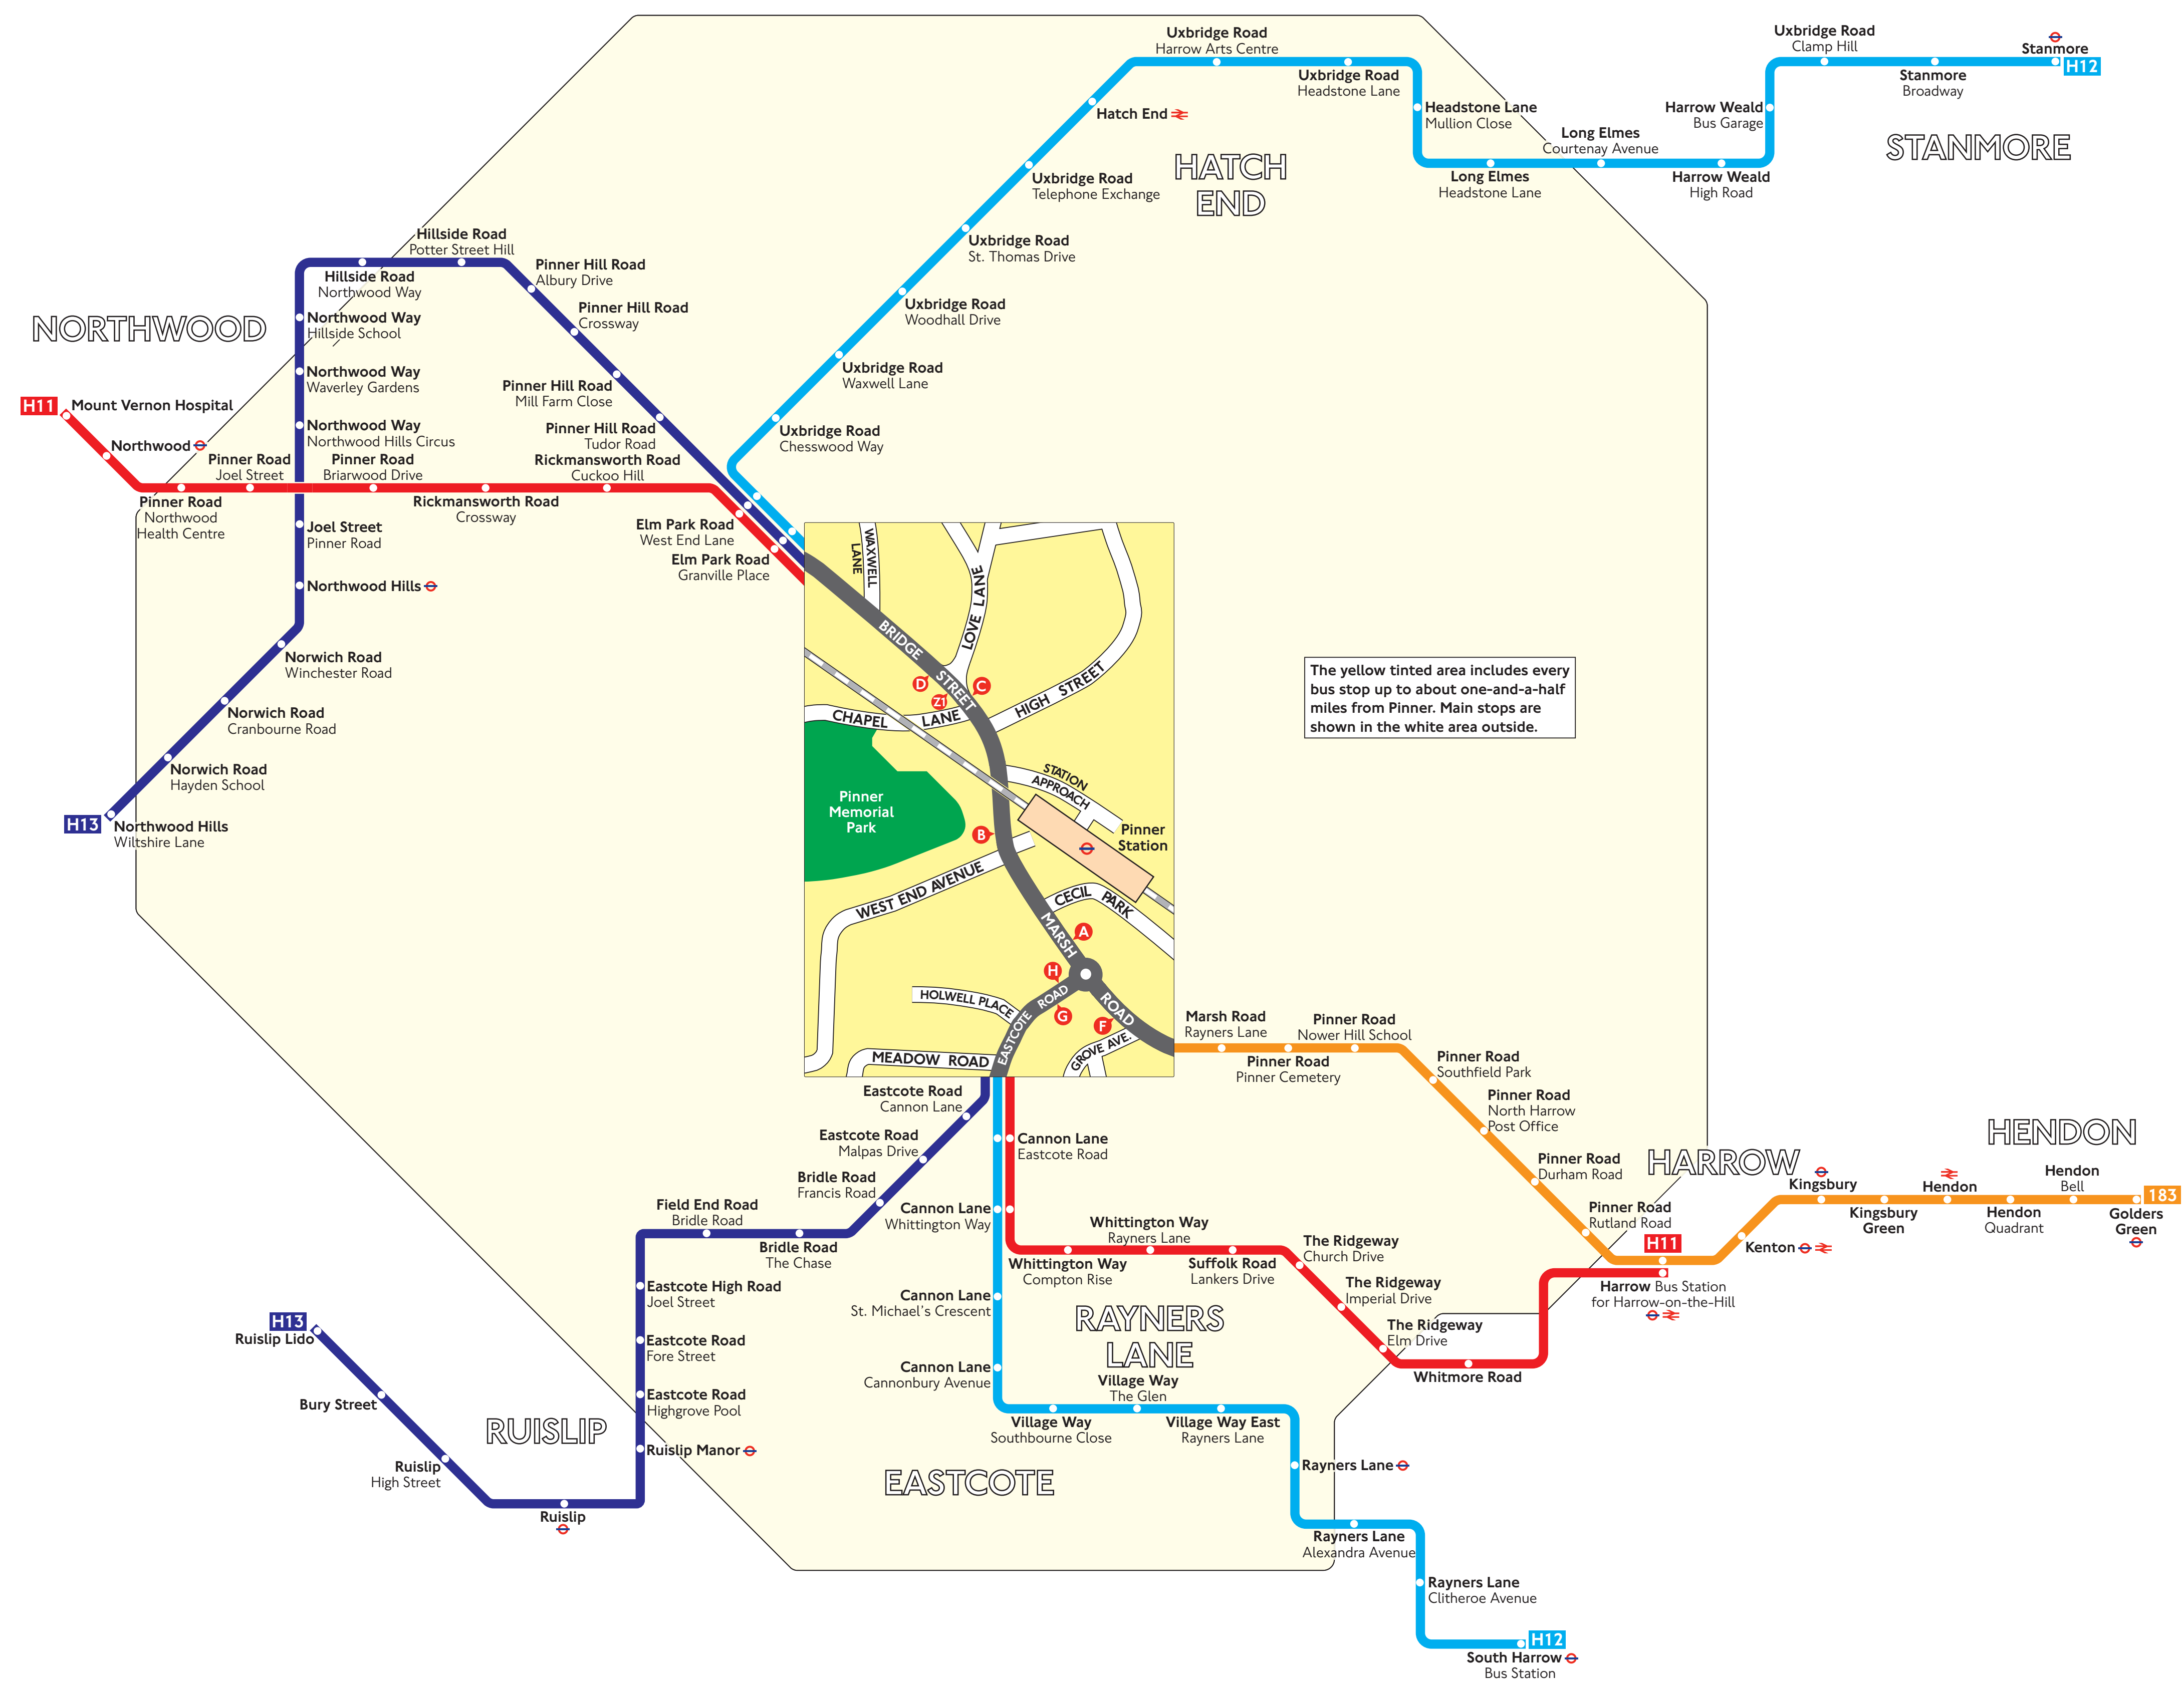 Uxbridge Road
Harrow Arts Centre
Uxbridge Road
Headstone Lane
Hatch End
Headstone Lane
Mullion Close
Uxbridge Road
Clamp Hill
Stanmore
H12
Stanmore
Broadway
Harrow Weald
Bus Garage
Long Elmes
Courtenay Avenue
Long Elmes
Headstone Lane
Harrow Weald
High Road
STANMORE
HATCH
END
Uxbridge Road
Telephone Exchange
Uxbridge Road
St. Thomas Drive
Uxbridge Road
Woodhall Drive
Uxbridge Road
Waxwell Lane
Uxbridge Road
Chesswood Way
Hillside Road
Potter Street Hill
Hillside Road
Northwood Way
Pinner Hill Road
Albury Drive
Pinner Hill Road
Crossway
Pinner Hill Road
Mill Farm Close
Pinner Hill Road
Tudor Road
NORTHWOOD
Northwood Way
Hillside School
Northwood Way
Waverley Gardens
Northwood Way
Northwood Hills Circus
H11
Mount Vernon Hospital
Northwood
Pinner Road
Joel Street
Pinner Road
Briarwood Drive
Rickmansworth Road
Cuckoo Hill
Pinner Road
Northwood
Health Centre
Rickmansworth Road
Crossway
Elm Park Road
West End Lane
Elm Park Road
Granville Place
Joel Street
Pinner Road
Northwood Hills
Norwich Road
Winchester Road
Norwich Road
Cranbourne Road
Norwich Road
Hayden School
H13
Northwood Hills
Wiltshire Lane
WAXWELL
LANE
LOVE LANE
BRIDGE
STREET
D
Z1
C
CHAPEL LANE
HIGH STREET
STATION
APPROACH
Pinner
Memorial
Park
B
Pinner
Station
WEST END AVENUE
CECIL PARK
MARSH
A
H
ROAD
ROAD
HOLWELL PLACE
G
F
EASTCOTE
MEADOW ROAD
GROVE AVE.
The yellow tinted area includes every
bus stop up to about one-and-a-half
miles from Pinner. Main stops are
shown in the white area outside.
Marsh Road
Rayners Lane
Pinner Road
Nower Hill School
Pinner Road
Pinner Cemetery
Pinner Road
Southfield Park
Pinner Road
North Harrow
Post Office
Pinner Road
Durham Road
Pinner Road
Rutland Road
HARROW
HENDON
H11
Harrow Bus Station
for Harrow-on-the-Hill
Kenton
Kingsbury
Kingsbury
Green
Hendon
Hendon
Quadrant
Hendon
Bell
183
Golders
Green
Eastcote Road
Cannon Lane
Eastcote Road
Malpas Drive
Bridle Road
Francis Road
Field End Road
Bridle Road
Bridle Road
The Chase
Eastcote High Road
Joel Street
Eastcote Road
Fore Street
Eastcote Road
Highgrove Pool
Ruislip Manor
H13
Ruislip Lido
Bury Street
Ruislip
High Street
Ruislip
RUISLIP
Cannon Lane
Eastcote Road
Cannon Lane
Whittington Way
Cannon Lane
St. Michael's Crescent
Cannon Lane
Cannonbury Avenue
Whittington Way
Rayners Lane
Whittington Way
Compton Rise
Suffolk Road
Lankers Drive
The Ridgeway
Church Drive
The Ridgeway
Imperial Drive
The Ridgeway
Elm Drive
Whitmore Road
RAYNERS
LANE
Village Way
The Glen
Village Way
Southbourne Close
Village Way East
Rayners Lane
EASTCOTE
Rayners Lane
Rayners Lane
Alexandra Avenue
Rayners Lane
Clitheroe Avenue
H12
South Harrow
Bus Station